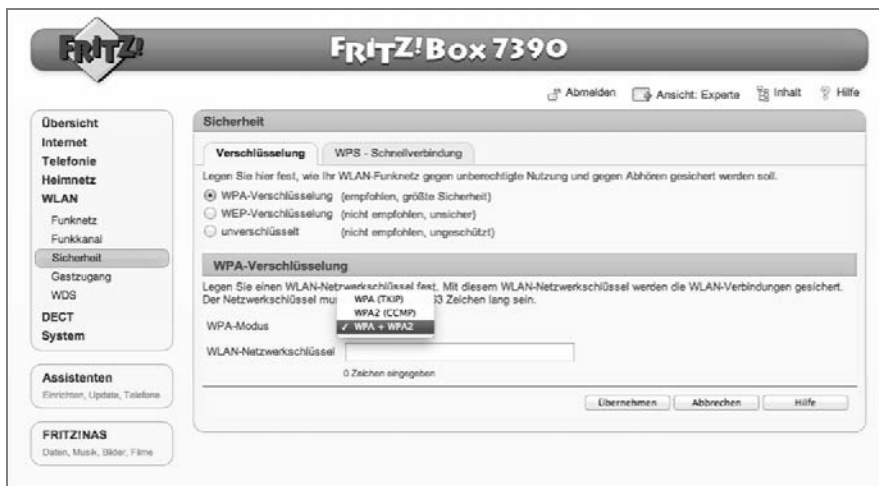 FRITZ!
FRITZ!Box 7390
Abmelden
Ansicht: Experte
Inhalt
Hilfe
Übersicht
Internet
Telefonie
Heimnetz
WLAN
Funknetz
Funkkanal
Sicherheit
Gastzugang
WDS
DECT
System
Assistenten
Einrichten, Update, Telefone
FRITZ!NAS
Daten, Musik, Bilder, Filme
Sicherheit
Verschlüsselung
WPS - Schnellverbindung
Legen Sie hier fest, wie Ihr WLAN-Funknetz gegen unberechtigte Nutzung und gegen Abhören gesichert werden soll.
WPA-Verschlüsselung (empfohlen, größte Sicherheit)
WEP-Verschlüsselung (nicht empfohlen, unsicher)
unverschlüsselt (nicht empfohlen, ungeschützt)
WPA-Verschlüsselung
Legen Sie einen WLAN-Netzwerkschlüssel fest. Mit diesem WLAN-Netzwerkschlüssel werden die WLAN-Verbindungen gesichert.
Der Netzwerkschlüssel 63 Zeichen lang sein.
WPA (TKIP)
WPA2 (CCMP)
✓ WPA + WPA2
WPA-Modus
WLAN-Netzwerkschlüssel
0 Zeichen eingegeben
Übernehmen
Abbrechen
Hilfe